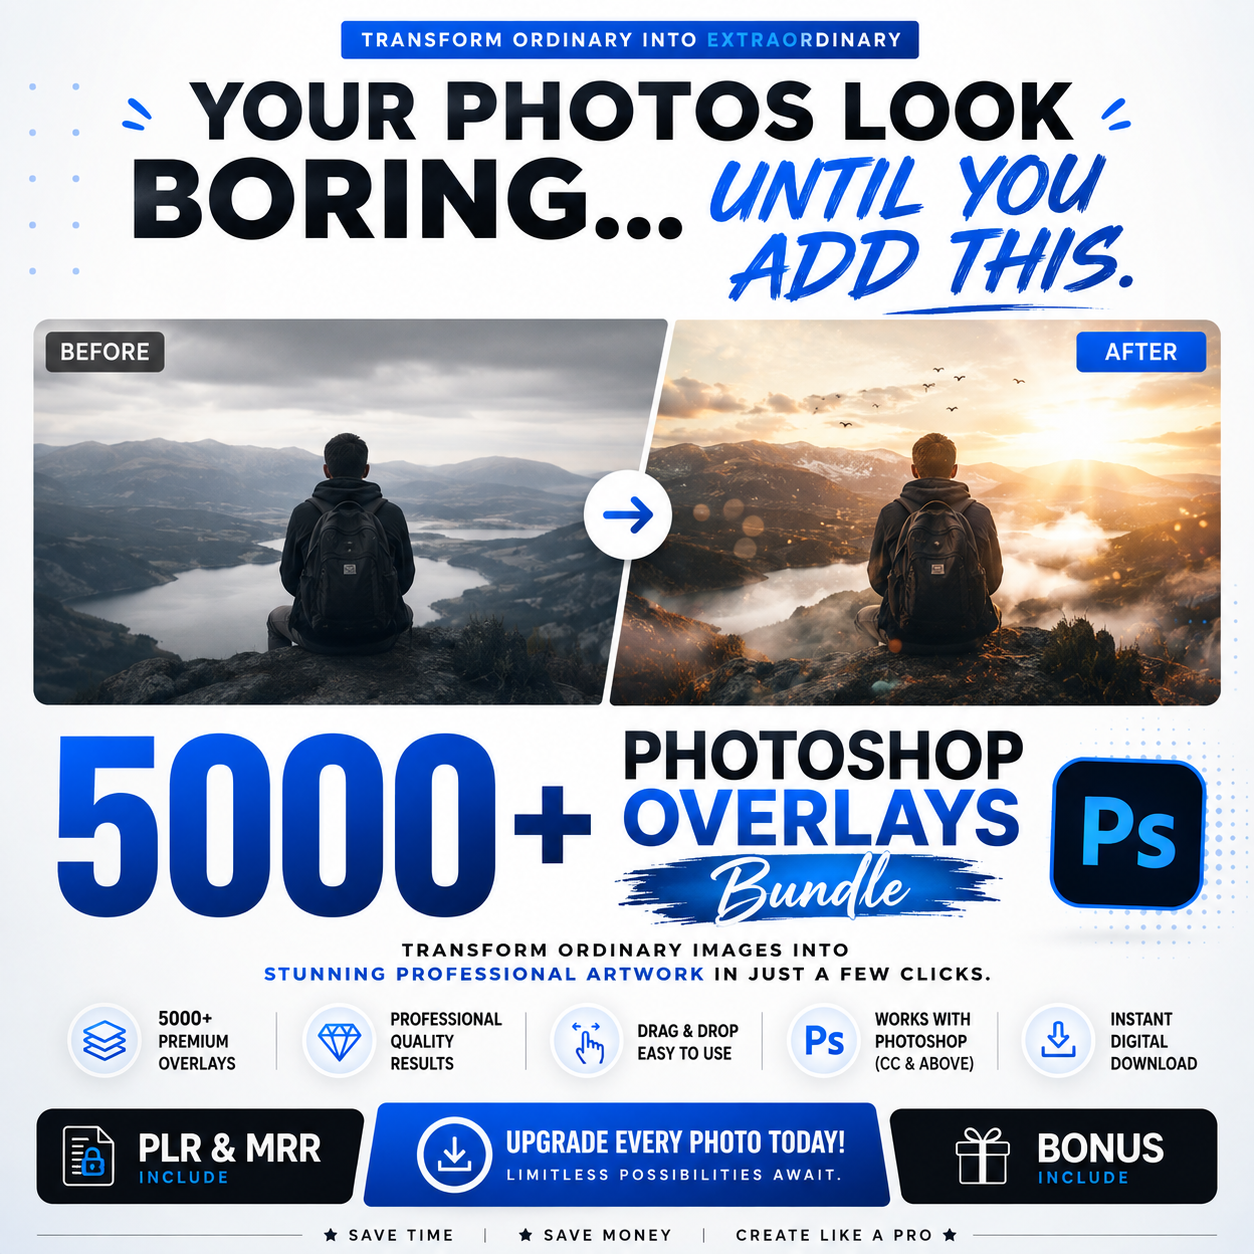 TRANSFORM ORDINARY INTO EXTRAORDINARY
YOUR PHOTOS LOOK
BORING... UNTIL YOU
ADD THIS.
BEFORE
AFTER
5000+
PHOTOSHOP
OVERLAYS
Bundle
Ps
TRANSFORM ORDINARY IMAGES INTO
STUNNING PROFESSIONAL ARTWORK IN JUST A FEW CLICKS.
5000+
PREMIUM
OVERLAYS
PROFESSIONAL
QUALITY
RESULTS
DRAG & DROP
EASY TO USE
Ps
WORKS WITH
PHOTOSHOP
(CC & ABOVE)
INSTANT
DIGITAL
DOWNLOAD
PLR & MRR
INCLUDE
UPGRADE EVERY PHOTO TODAY!
LIMITLESS POSSIBILITIES AWAIT.
BONUS
INCLUDE
★ SAVE TIME | ★ SAVE MONEY | CREATE LIKE A PRO ★